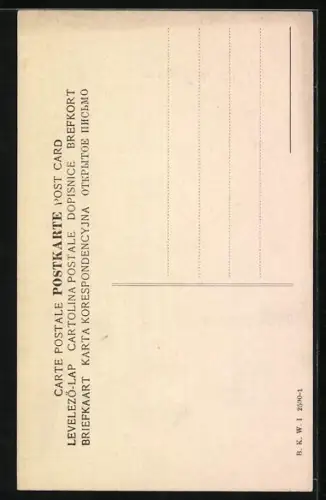 CARTE POSTALE POSTKARTE POST CARD
LEVELEZŐ-LAP CARTOLINA POSTALE DOPISNICE BREFKORT
BRIEFKAART KARTA KORESPONDENCYJNA ОТКРЫТОЕ ПИСЬМО
B. K. W. I 2590-1